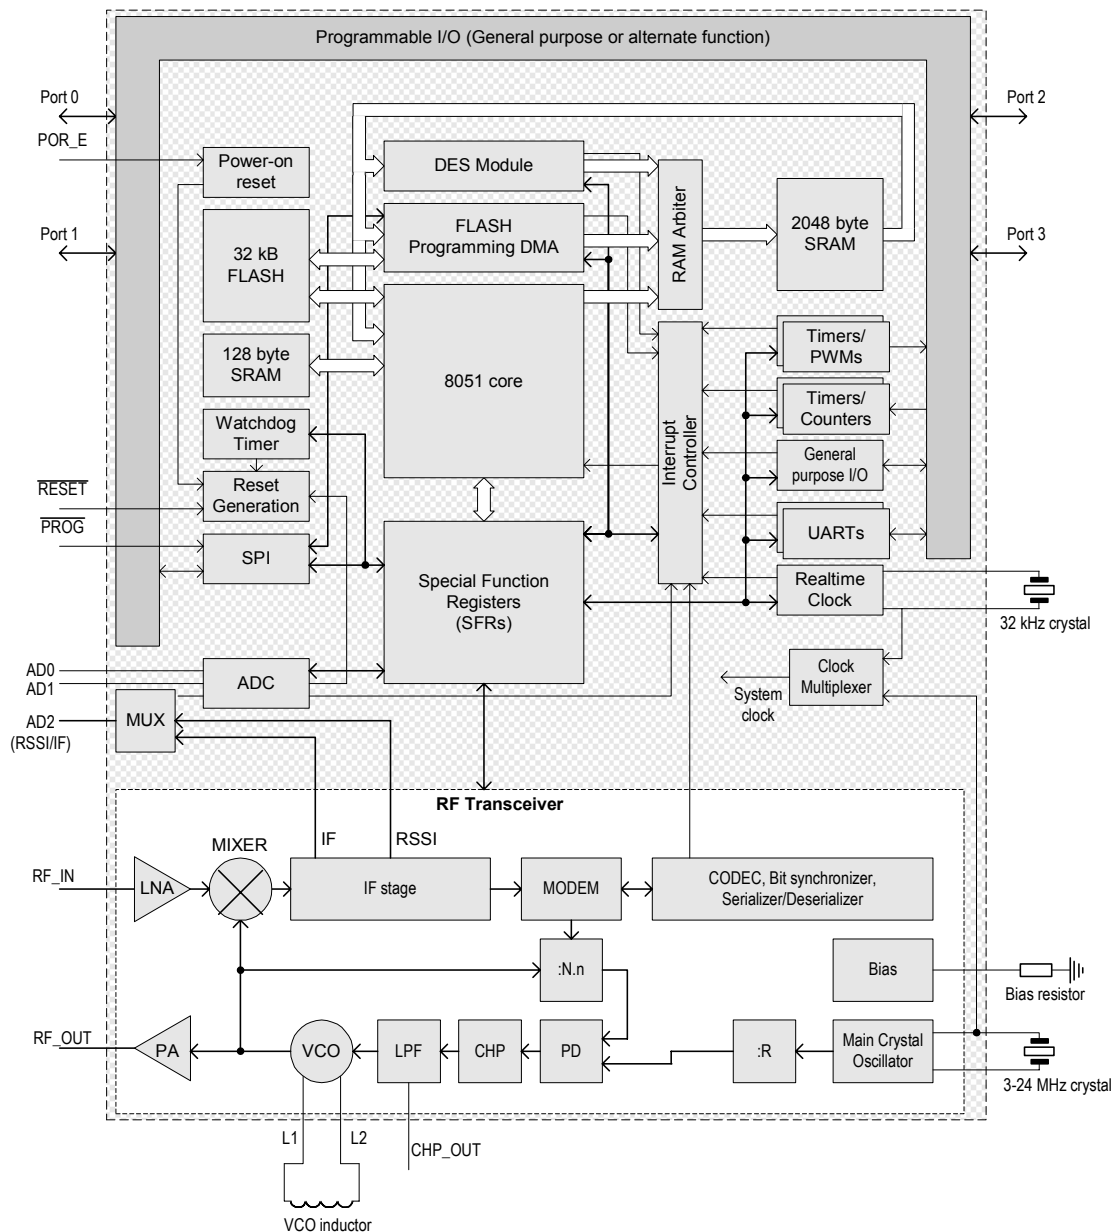 Programmable I/O (General purpose or alternate function)
Port 0
Port 2
POR_E
Power-on
reset
DES Module
RAM Arbiter
2048 byte
SRAM
Port 1
32 kB
FLASH
FLASH
Programming DMA
Port 3
128 byte
SRAM
8051 core
Interrupt
Controller
Timers/
PWMs
Timers/
Counters
Watchdog
Timer
General
purpose I/O
RESET
Reset
Generation
PROG
SPI
UARTs
Special Function
Registers
(SFRs)
Realtime
Clock
32 kHz crystal
AD0
AD1
ADC
Clock
Multiplexer
System
clock
AD2
(RSSI/IF)
MUX
RF Transceiver
IF
RSSI
MIXER
RF_IN
LNA
IF stage
MODEM
CODEC, Bit synchronizer,
Serializer/Deserializer
:N.n
Bias
Bias resistor
RF_OUT
PA
VCO
LPF
CHP
PD
:R
Main Crystal
Oscillator
3-24 MHz crystal
L1
L2
CHP_OUT
VCO inductor